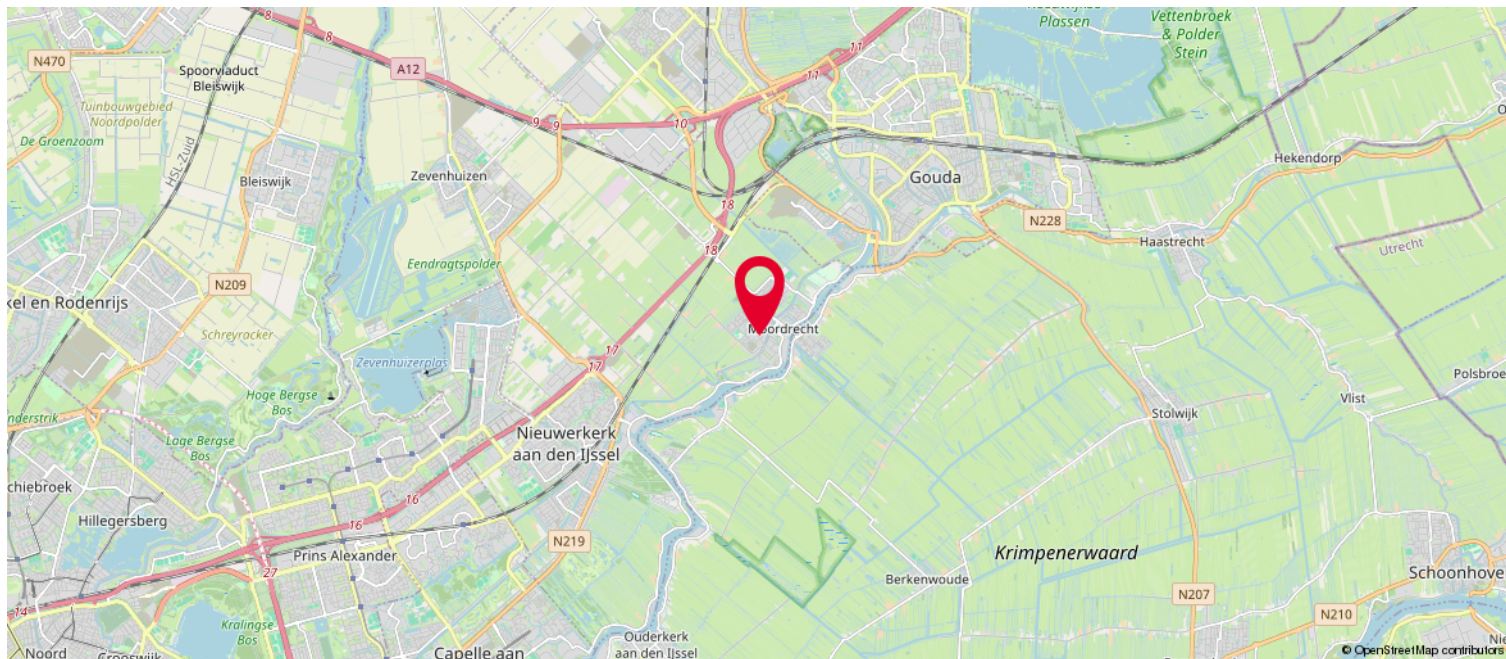 8
8
Reeuwijkse
Plassen
Vettenbroek
& Polder
Stein
11
11
N470
A12
Spoorviaduct
Bleiswijk
Tuinbouwgebied
Noordpolder
De Groenzoom
HSL-Zuid
9
9
10
Bleiswijk
Zevenhuizen
Gouda
Hekendorp
18
18
N228
Haastrecht
Utrecht
Eendragtspolder
N209
kel en Rodenrijs
Schreyracker
Moordrecht
Zevenhuizerplas
17
17
Hoge Bergse
Bos
nderstrik
Lage Bergse
Bos
Polsbroe
Vlist
Stolwijk
Nieuwerkerk
aan den IJssel
chiebroek
Hillegersberg
16
16
Prins Alexander
N219
27
14
Krimpenerwaard
Berkenwoude
Schoonhove
N207
N210
Kralingse
Bos
Noord
Crooswijk
Capelle aan
Ouderkerk
aan den IJssel
Nie
© OpenStreetMap contributors